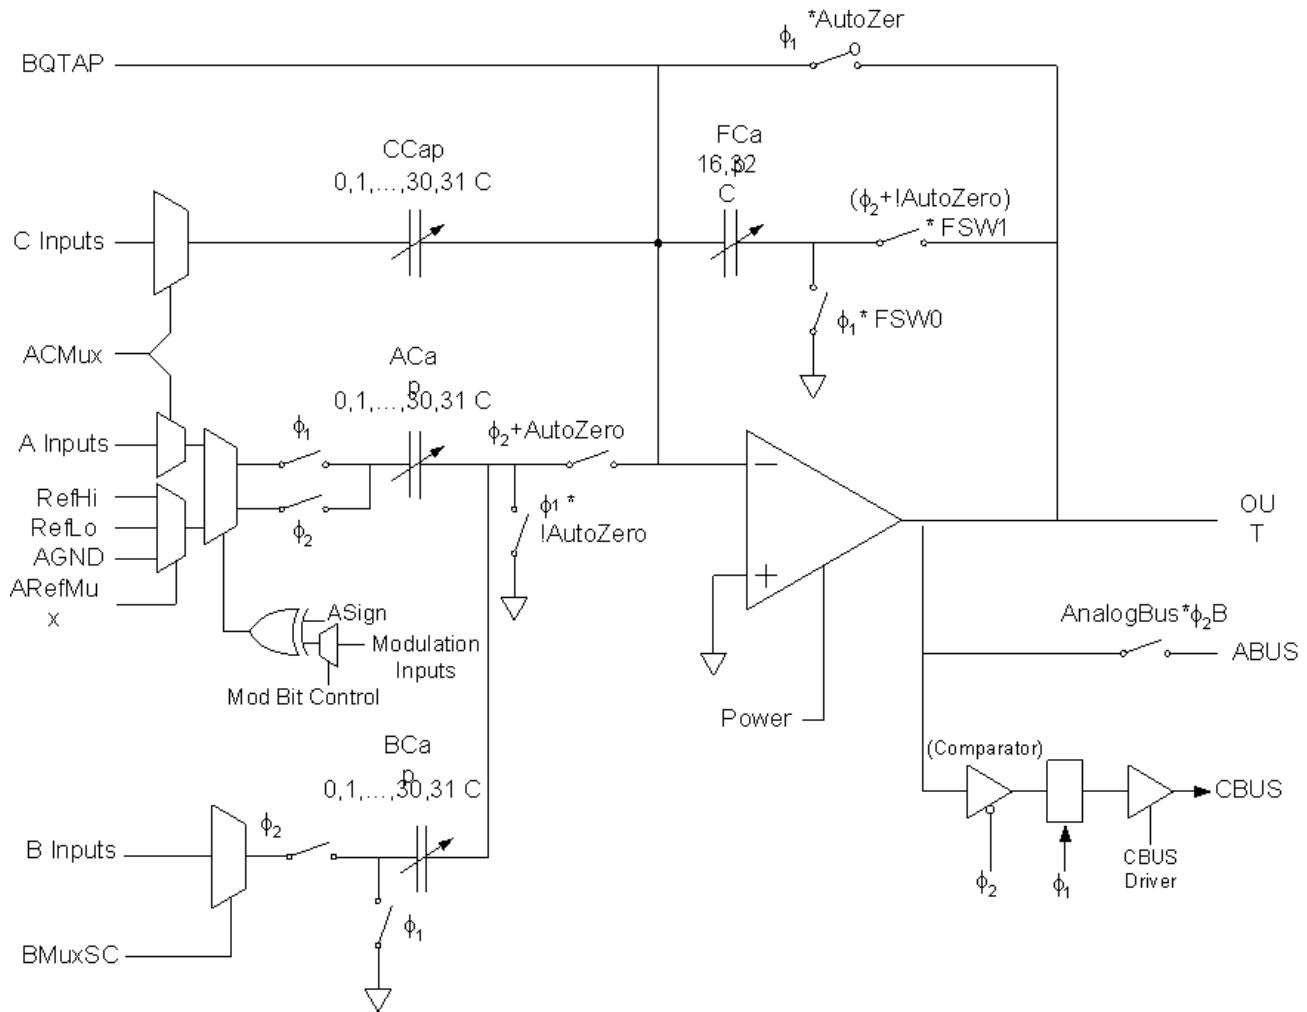 ϕ1 *AutoZer
o
BQTAP
CCap
0,1,...,30,31 C
FCa
p
16,32
C
(ϕ2+!AutoZero)
* FSW1
C Inputs
ϕ1* FSW0
ACMux
ACa
p
0,1,...,30,31 C
A Inputs
ϕ1
ϕ2+AutoZero
RefHi
RefLo
AGND
ARefMu
x
ϕ2
ϕ1 *
!AutoZero
−
+
OU
T
ASign
Modulation
Inputs
Mod Bit Control
AnalogBus*ϕ2B
ABUS
Power
BCa
p
0,1,...,30,31 C
(Comparator)
CBUS
ϕ2
ϕ1
CBUS
Driver
B Inputs
ϕ2
ϕ1
BMuxSC